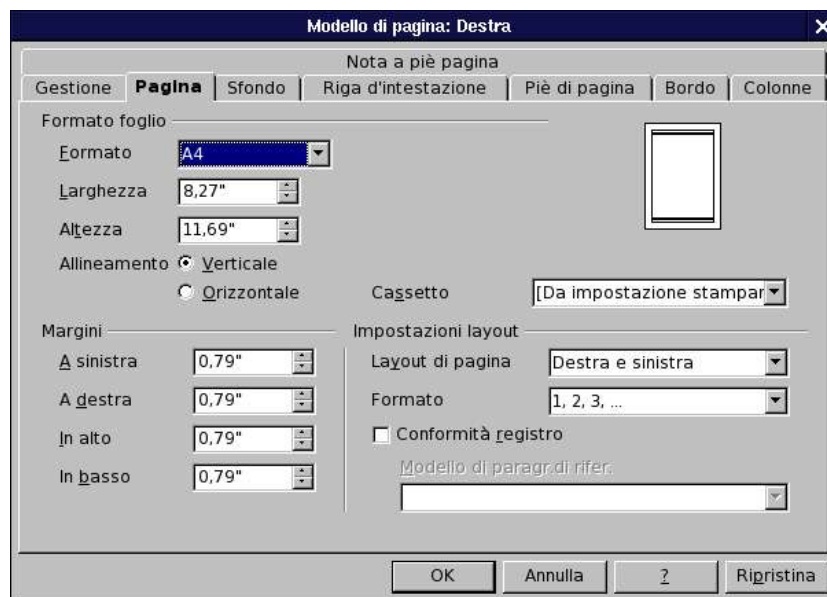 Modello di pagina: Destra
Nota a piè pagina
Gestione Pagina Sfondo Riga d'intestazione Piè di pagina Bordo Colonne
Formato foglio
Formato A4
Larghezza 8,27"
Altezza 11,69"
Allineamento Verticale
Orizzontale Cassetto [Da impostazione stampar
Margini Impostazioni layout
A sinistra 0,79" Layout di pagina Destra e sinistra
A destra 0,79" Formato 1, 2, 3, ...
In alto 0,79" Conformità registro
In basso 0,79" Modello di paragr.di rifer.
OK Annulla ? Ripristina